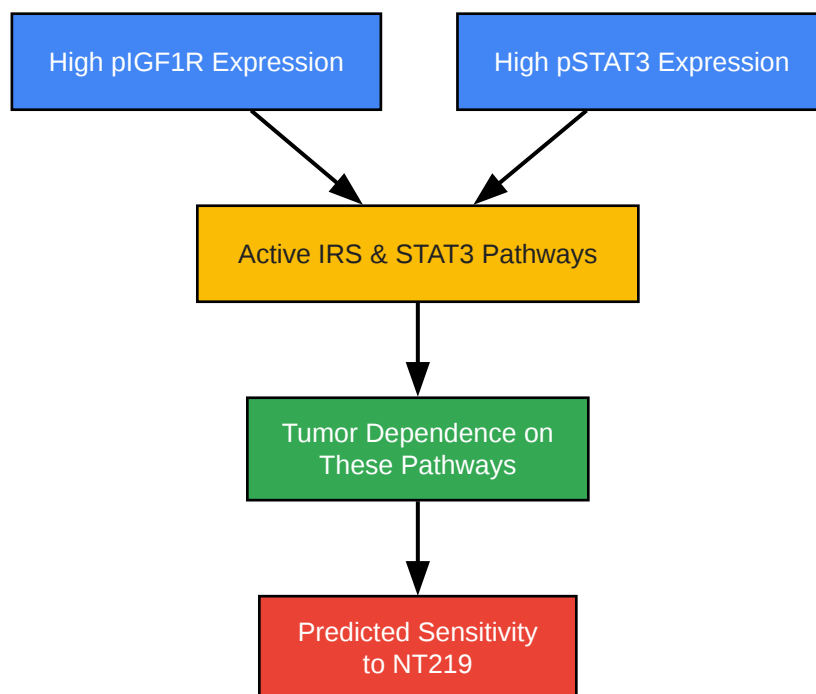 High pIGF1R Expression
High pSTAT3 Expression
Active IRS & STAT3 Pathways
Tumor Dependence on
These Pathways
Predicted Sensitivity
to NT219